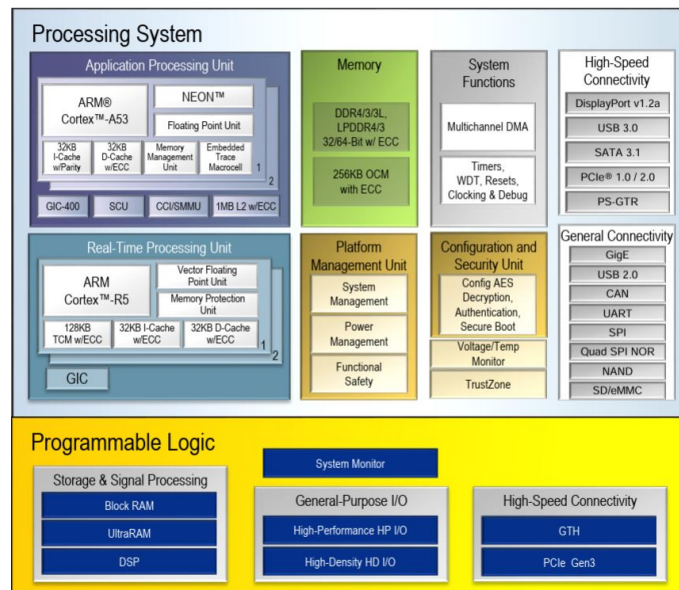 Processing System
Application Processing Unit
ARM®
Cortex™-A53
NEON™
Floating Point Unit
32KB
I-Cache
w/Parity
32KB
D-Cache
w/ECC
Memory
Management
Unit
Embedded
Trace
Macrocell
1
2
GIC-400
SCU
CCI/SMMU
1MB L2 w/ECC
Memory
DDR4/3/3L,
LPDDR4/3
32/64-Bit w/ ECC
256KB OCM
with ECC
System
Functions
Multichannel DMA
Timers,
WDT, Resets,
Clocking & Debug
High-Speed
Connectivity
DisplayPort v1.2a
USB 3.0
SATA 3.1
PCIe® 1.0 / 2.0
PS-GTR
Real-Time Processing Unit
ARM
Cortex™-R5
Vector Floating
Point Unit
Memory Protection
Unit
128KB
TCM w/ECC
32KB I-Cache
w/ECC
32KB D-Cache
w/ECC
1
2
GIC
Platform
Management Unit
System
Management
Power
Management
Functional
Safety
Configuration and
Security Unit
Config AES
Decryption,
Authentication,
Secure Boot
Voltage/Temp
Monitor
TrustZone
General Connectivity
GigE
USB 2.0
CAN
UART
SPI
Quad SPI NOR
NAND
SD/eMMC
Programmable Logic
Storage & Signal Processing
Block RAM
UltraRAM
DSP
System Monitor
General-Purpose I/O
High-Performance HP I/O
High-Density HD I/O
High-Speed Connectivity
GTH
PCIe Gen3